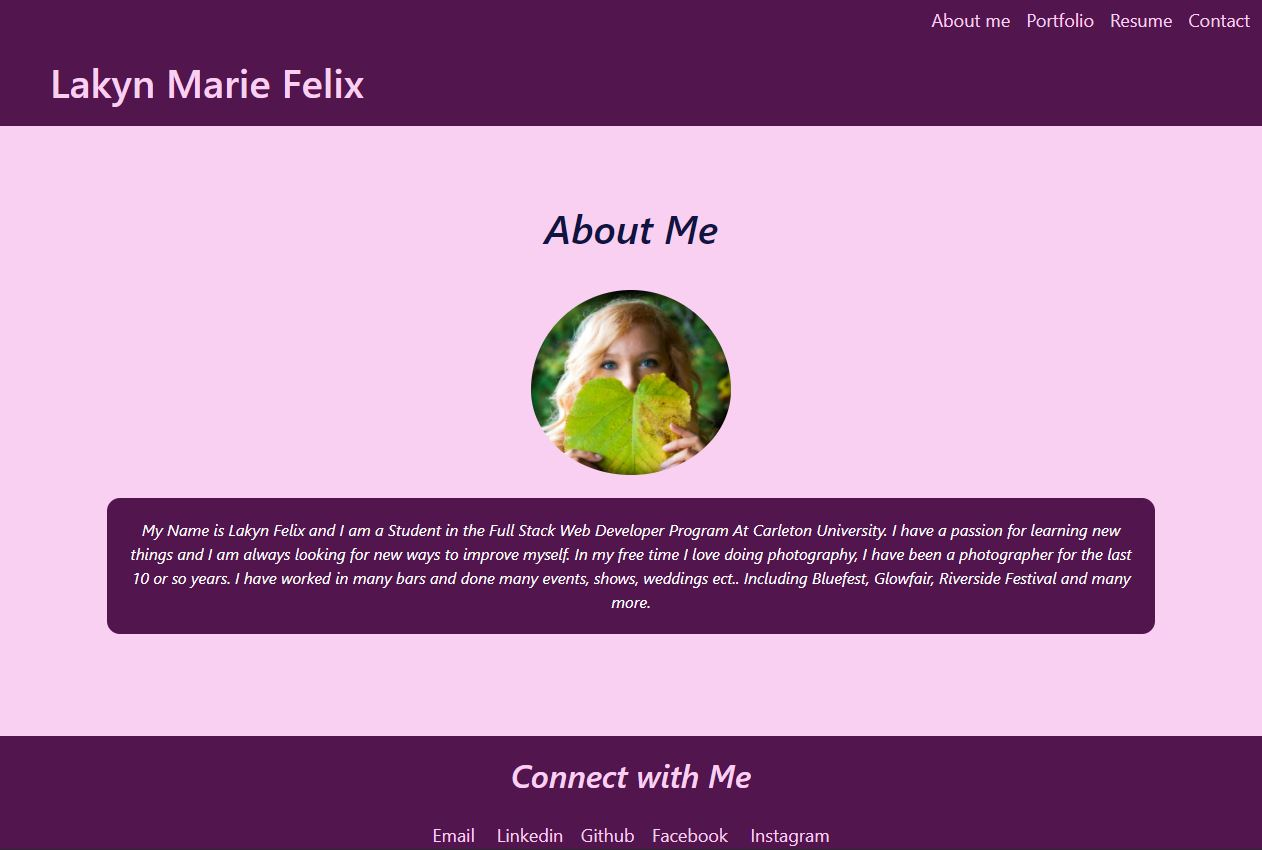 About me Portfolio Resume Contact
Lakyn Marie Felix
About Me
My Name is Lakyn Felix and I am a Student in the Full Stack Web Developer Program At Carleton University. I have a passion for learning new
things and I am always looking for new ways to improve myself. In my free time I love doing photography, I have been a photographer for the last
10 or so years. I have worked in many bars and done many events, shows, weddings ect.. Including Bluefest, Glowfair, Riverside Festival and many
more.
Connect with Me
Email Linkedin Github Facebook Instagram